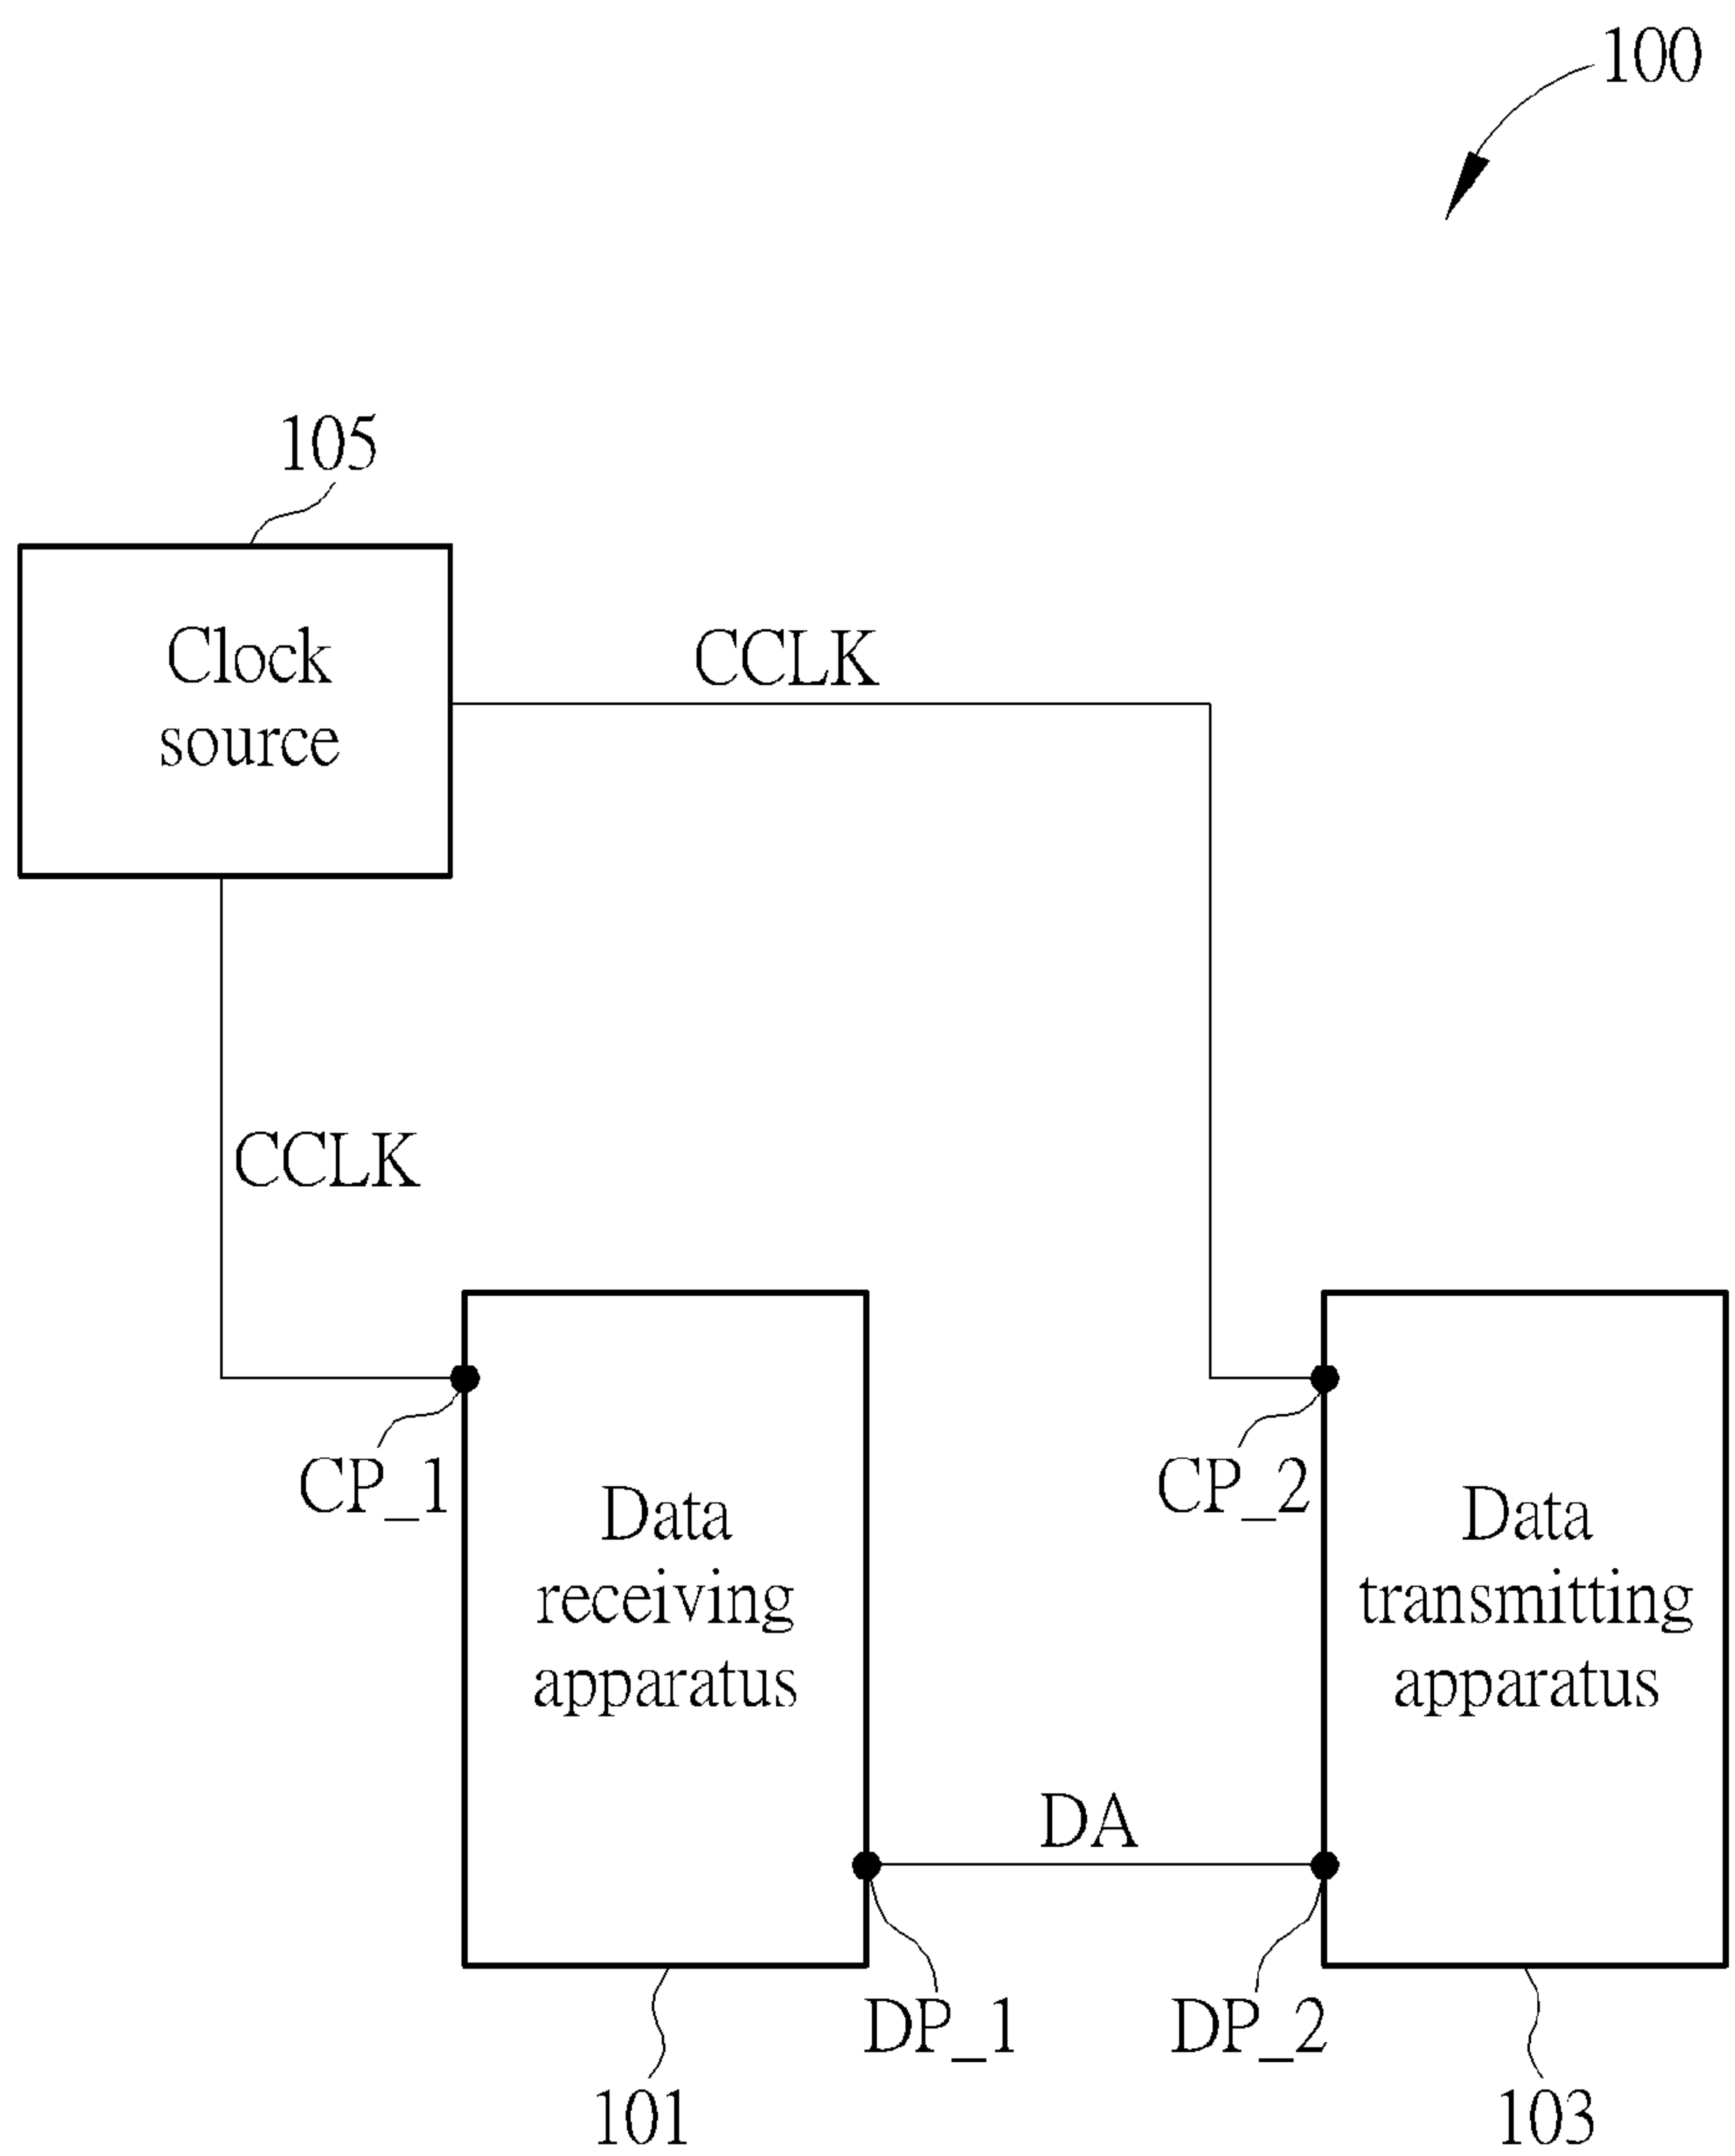 100
105
Clock
source
CCLK
CCLK
CP_1
CP_2
Data
receiving
apparatus
Data
transmitting
apparatus
DA
DP_1
DP_2
101
103